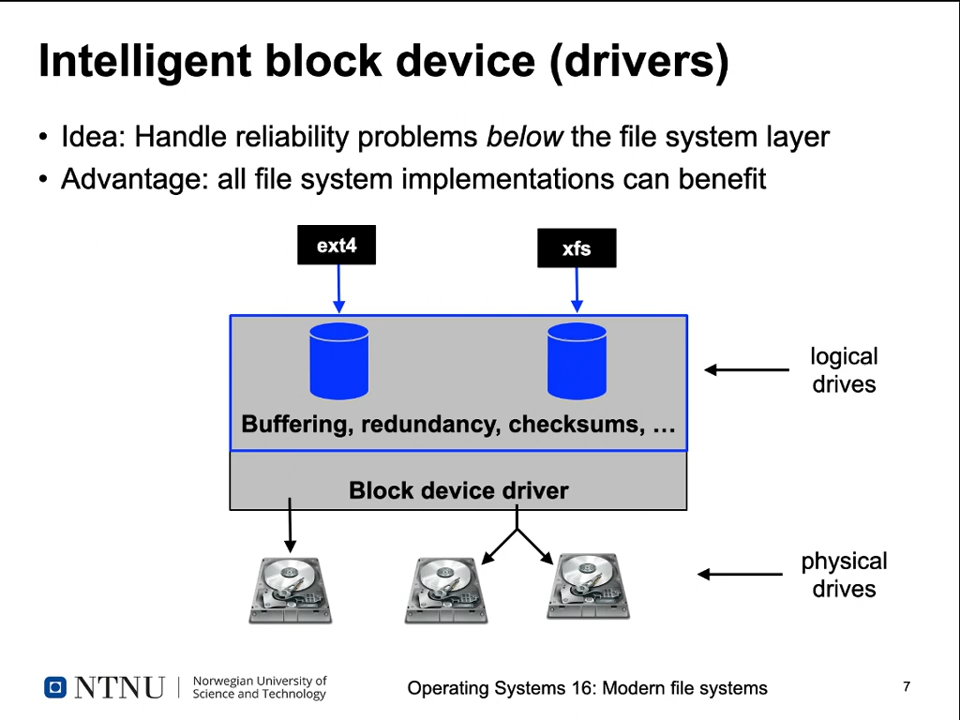 Intelligent block device (drivers)
• Idea: Handle reliability problems below the file system layer
• Advantage: all file system implementations can benefit
ext4
xfs
logical
drives
Buffering, redundancy, checksums, …
Block device driver
physical
drives
NTNU
Norwegian University of
Science and Technology
Operating Systems 16: Modern file systems
7